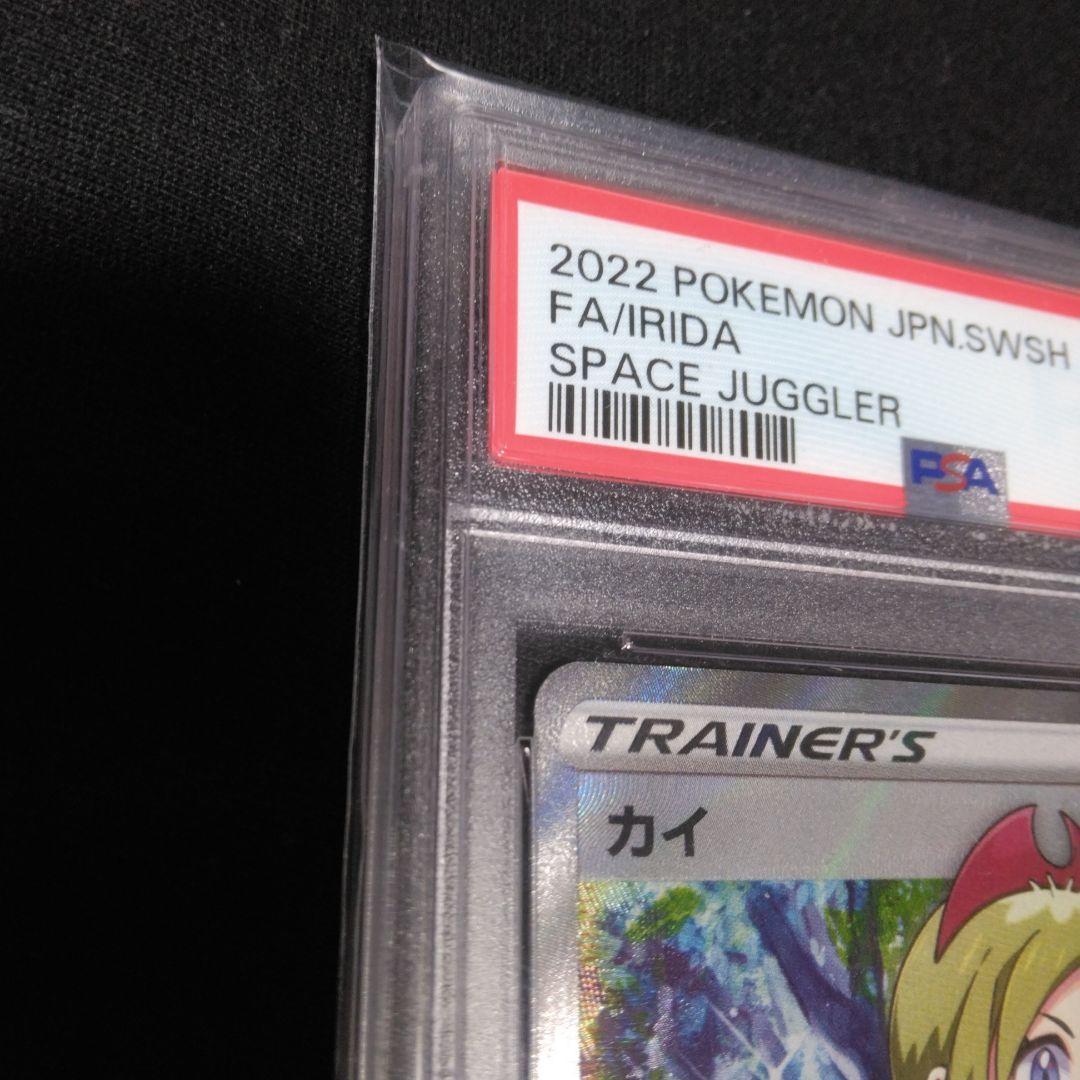 2022 POKEMON JPN.SWSH
FA/IRIDA
SPACE JUGGLER
PSA
TRAINER'S
カイ